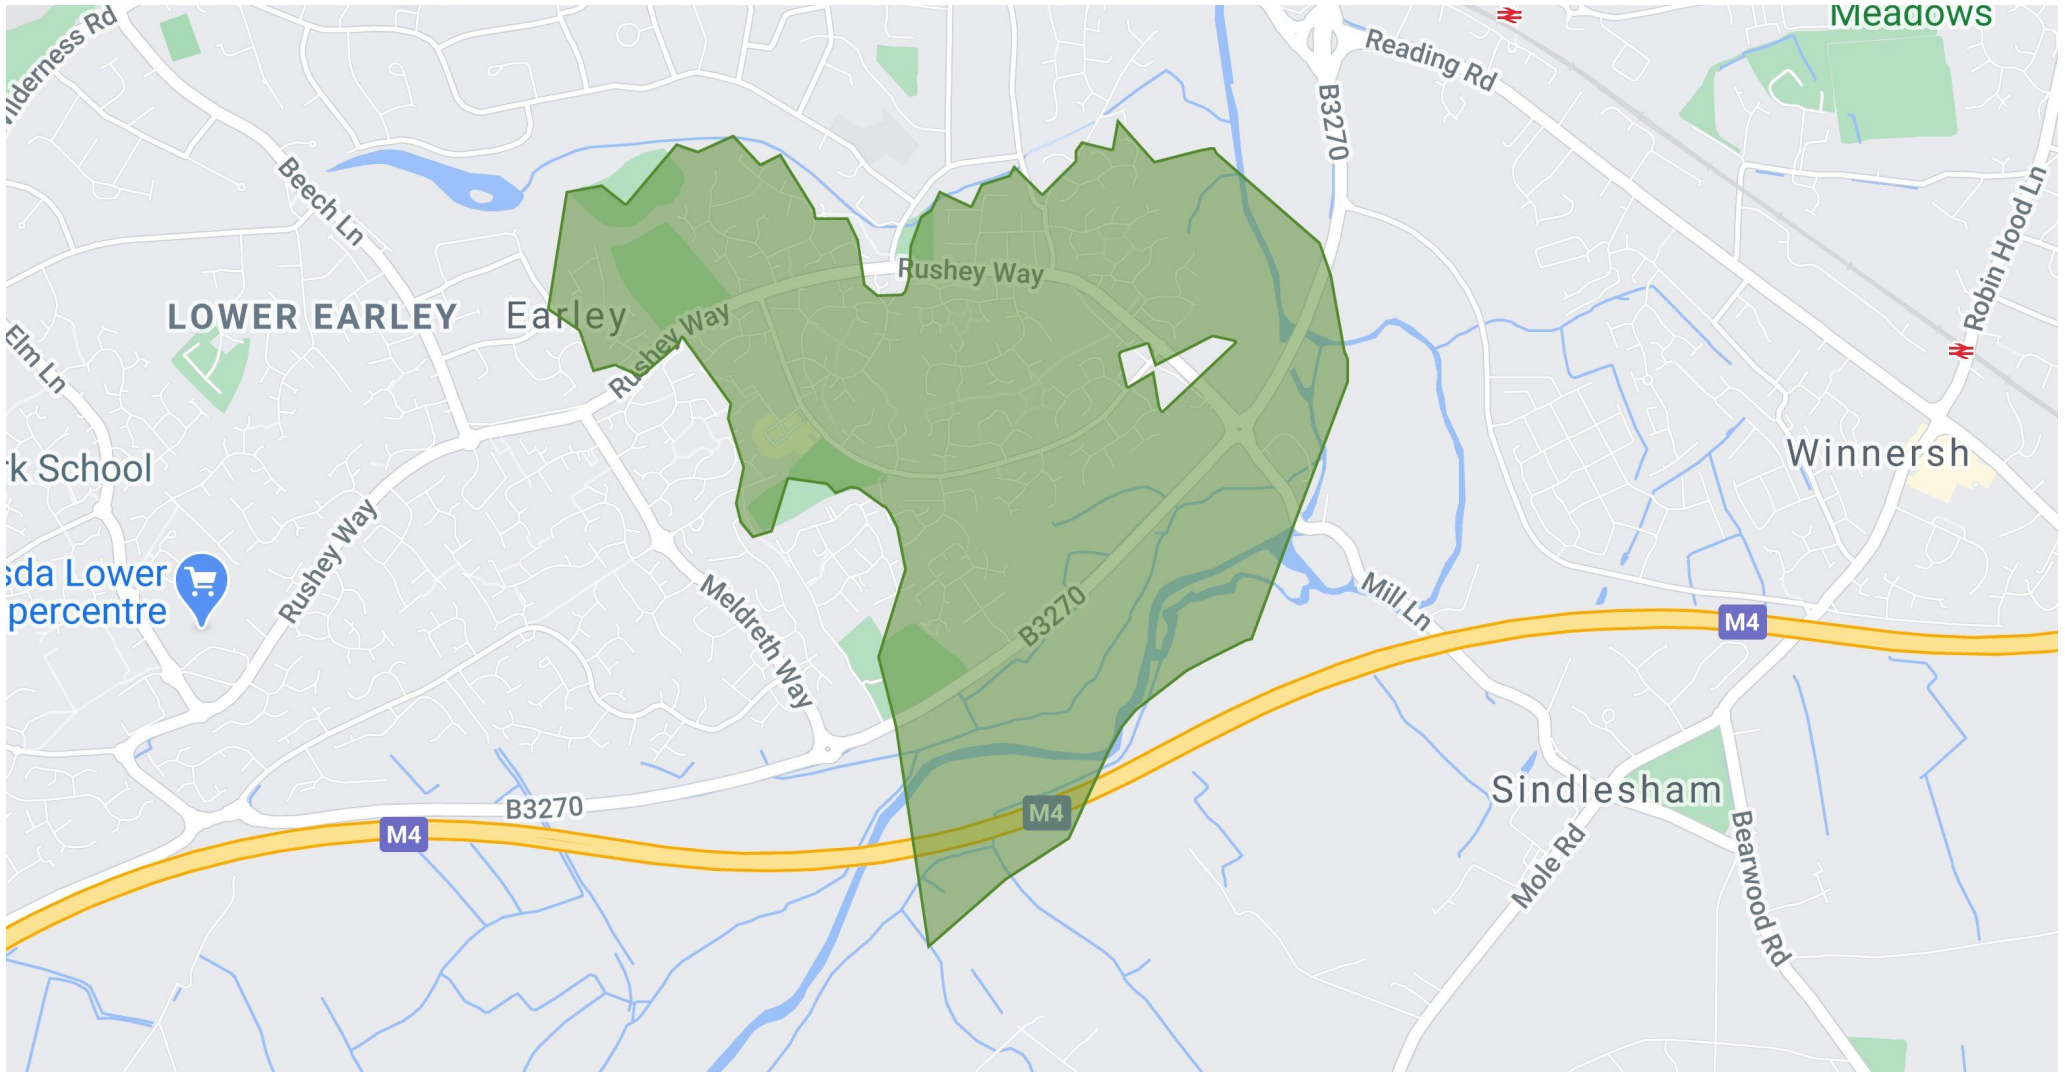 Meadows
Wilderness Rd
Reading Rd
B3270
Beech Ln
Robin Hood Ln
Rushey Way
LOWER EARLEY
Earley
Rushey Way
Elm Ln
Winnersh
rk School
Rushey Way
sda Lower
percentre
Meldreth Way
B3270
Mill Ln
M4
Sindlesham
B3270
M4
M4
Mole Rd
Bearwood Rd